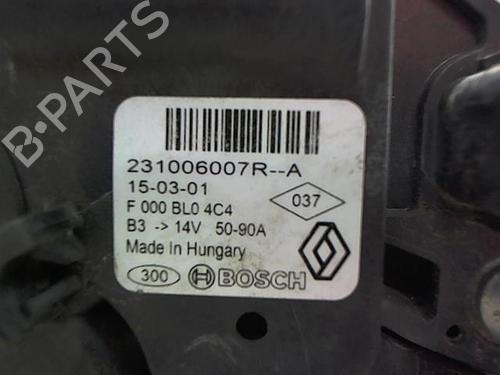 B-PARTS
231006007R--A
15-03-01
037
F 000 BL0 4C4
B3 -> 14V 50-90A
Made In Hungary
300 BOSCH